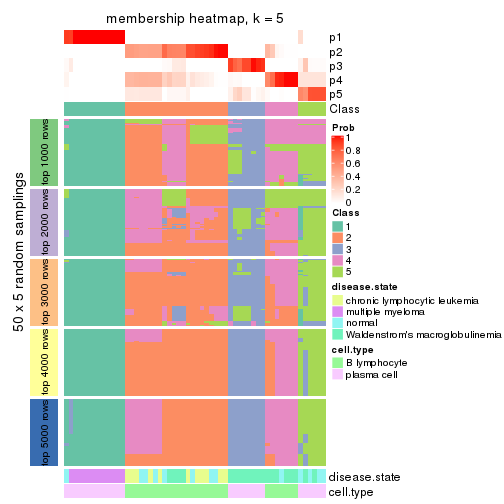 membership heatmap, k = 5
p1
p2
p3
p4
p5
Class
50 x 5 random samplings
top 1000 rows
top 2000 rows
top 3000 rows
top 4000 rows
top 5000 rows
Prob
1
0.8
0.6
0.4
0.2
0
Class
1
2
3
4
5
disease.state
chronic lymphocytic leukemia
multiple myeloma
normal
Waldenstrom's macroglobulinemia
cell.type
B lymphocyte
plasma cell
disease.state
cell.type